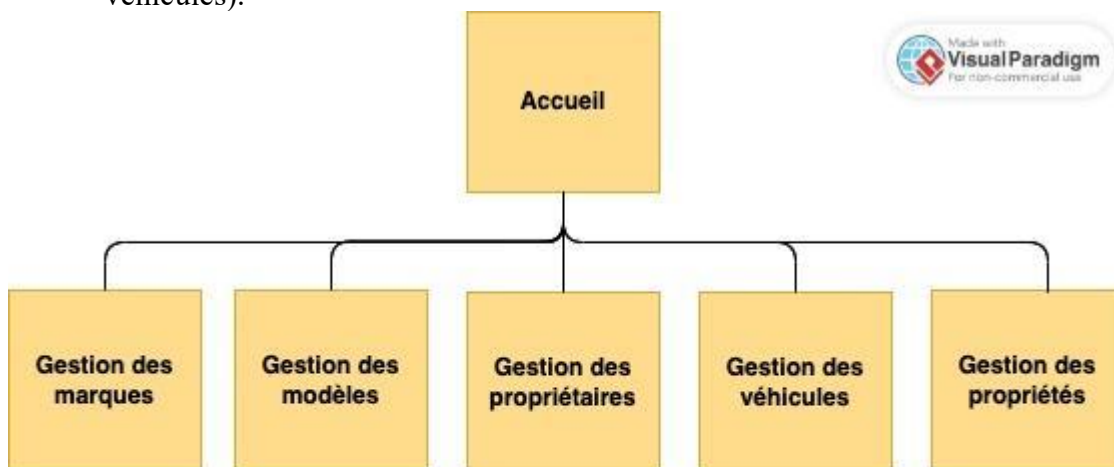 véhicules).
Made with
Visual Paradigm
For non-commercial use
Accueil
Gestion des
marques
Gestion des
modèles
Gestion des
propriétaires
Gestion des
véhicules
Gestion des
propriétés